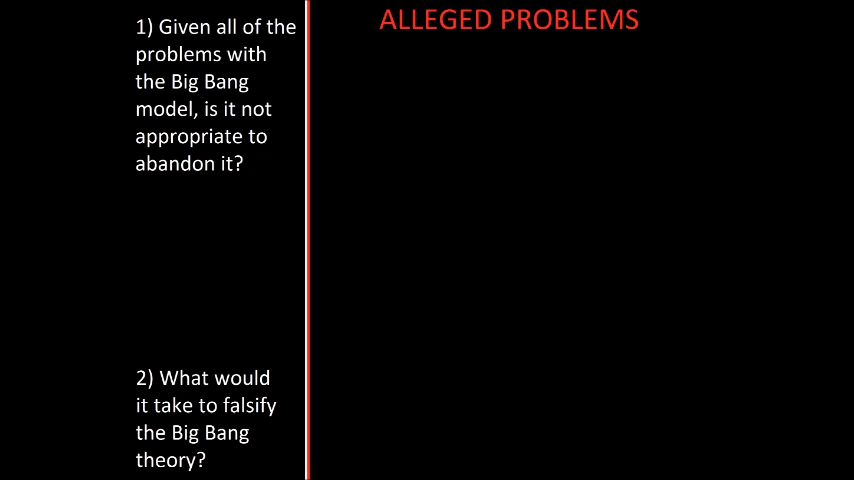 1) Given all of the
problems with
the Big Bang
model, is it not
appropriate to
abandon it?
2) What would
it take to falsify
the Big Bang
theory?
ALLEGED PROBLEMS